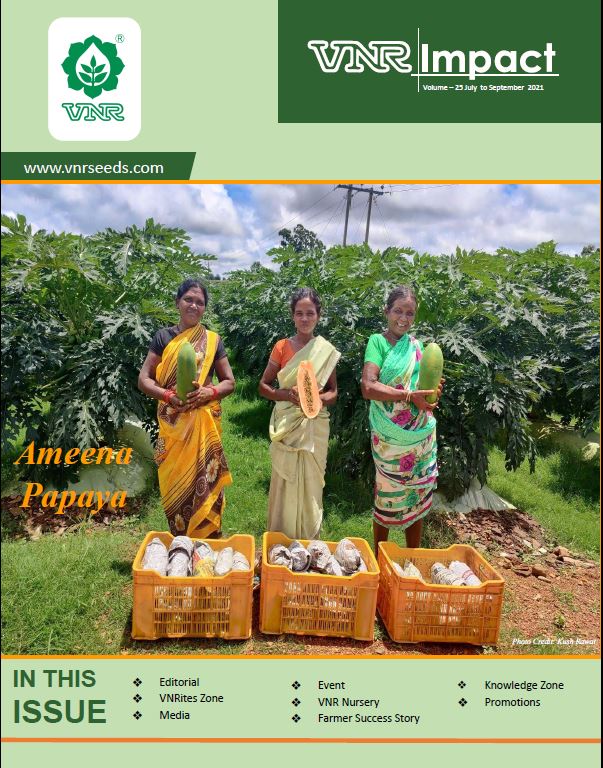 ®
VNR
VNR Impact
Volume – 25 July to September 2021
www.vnrseeds.com
Ameena
Papaya
Photo Credit: Kush Rawat
IN THIS
ISSUE
❖ Editorial
❖ VNRites Zone
❖ Media
❖ Event
❖ VNR Nursery
❖ Farmer Success Story
❖ Knowledge Zone
❖ Promotions